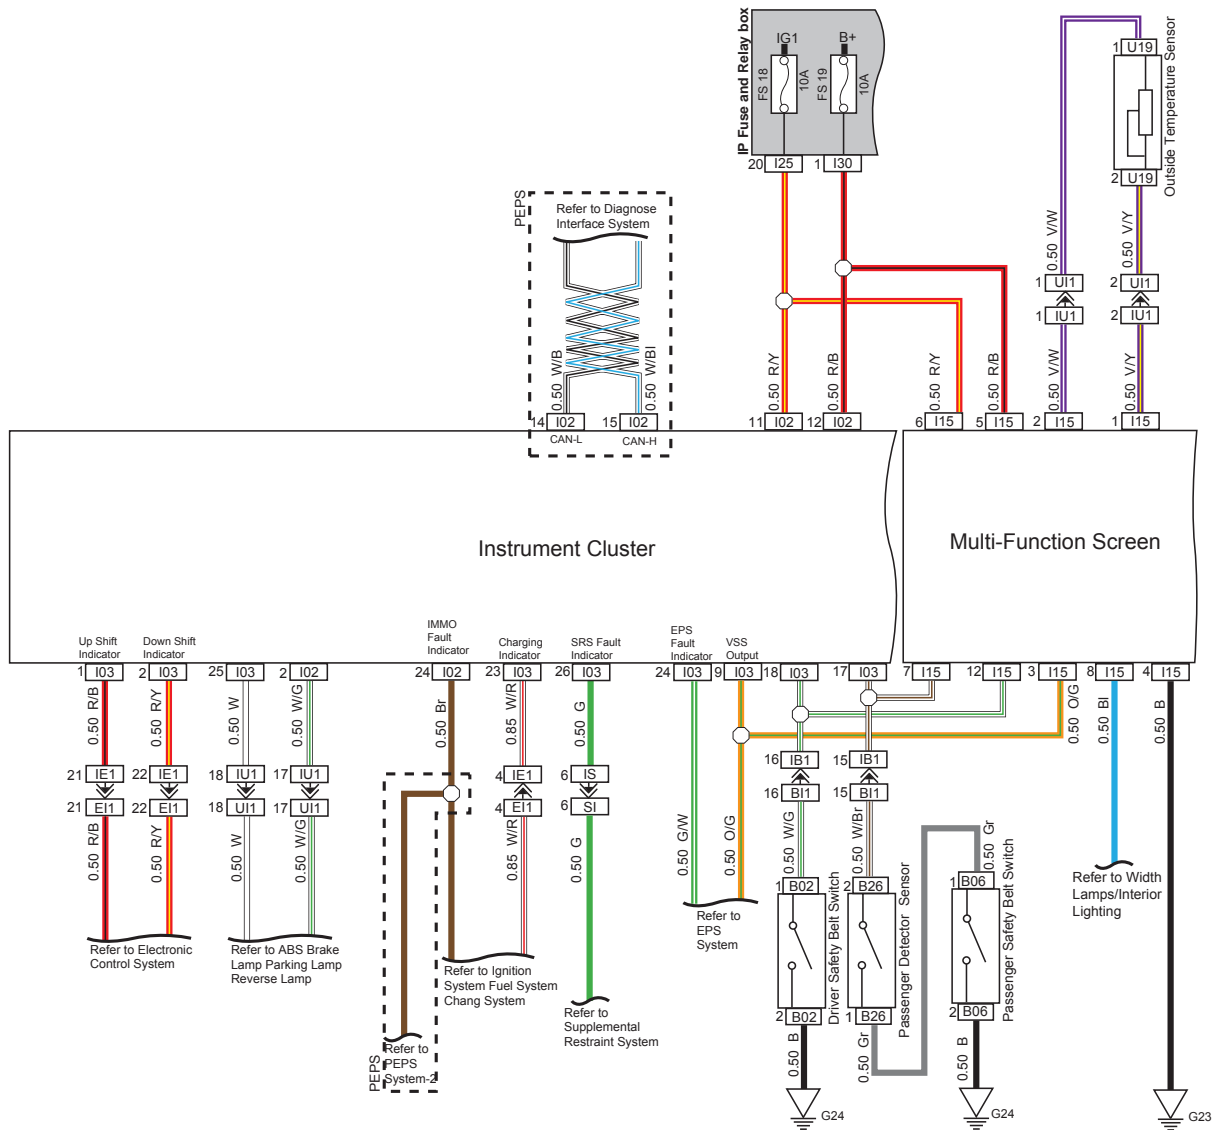 IP Fuse and Relay box
IG1
B+
FS 18
10A
FS 19
10A
20 I25
1 I30
1 U19
Outside Temperature Sensor
2 U19
0.50 V/W
0.50 V/Y
1 UI1
2 UI1
1 IU1
2 IU1
PEPS
Refer to Diagnose
Interface System
0.50 W/B
0.50 W/Bl
0.50 R/Y
0.50 R/B
0.50 R/Y
0.50 R/B
0.50 V/W
0.50 V/Y
14 I02
15 I02
11 I02
12 I02
6 I15
5 I15
2 I15
1 I15
CAN-L
CAN-H
Instrument Cluster
Multi-Function Screen
Up Shift
Indicator
Down Shift
Indicator
IMMO
Fault
Indicator
Charging
Indicator
SRS Fault
Indicator
EPS
Fault
Indicator
VSS
Output
1 I03
2 I03
25 I03
2 I02
24 I02
23 I03
26 I03
24 I03
9 I03
18 I03
17 I03
7 I15
12 I15
3 I15
8 I15
4 I15
0.50 R/B
0.50 R/Y
0.50 W
0.50 W/G
0.50 Br
0.85 W/R
0.50 G
0.50 O/G
0.50 Bl
0.50 B
21 IE1
22 IE1
18 IU1
17 IU1
4 IE1
6 IS
16 IB1
15 IB1
21 EI1
22 EI1
18 UI1
17 UI1
4 EI1
6 SI
16 BI1
15 BI1
0.50 R/B
0.50 R/Y
0.50 W
0.50 W/G
0.85 W/R
0.50 G
0.50 G/W
0.50 O/G
0.50 W/G
0.50 W/Br
0.50 Gr
1 B02
2 B26
1 B06
Driver Safety Belt Switch
Passenger Detector Sensor
Passenger Safety Belt Switch
2 B02
1 B26
2 B06
Refer to Electronic
Control System
Refer to ABS Brake
Lamp Parking Lamp
Reverse Lamp
Refer to Ignition
System Fuel System
Chang System
Refer to
Supplemental
Restraint System
Refer to
EPS
System
Refer to Width
Lamps/Interior
Lighting
PEPS
Refer to
PEPS
System-2
0.50 B
0.50 Gr
0.50 B
G24
G24
G23